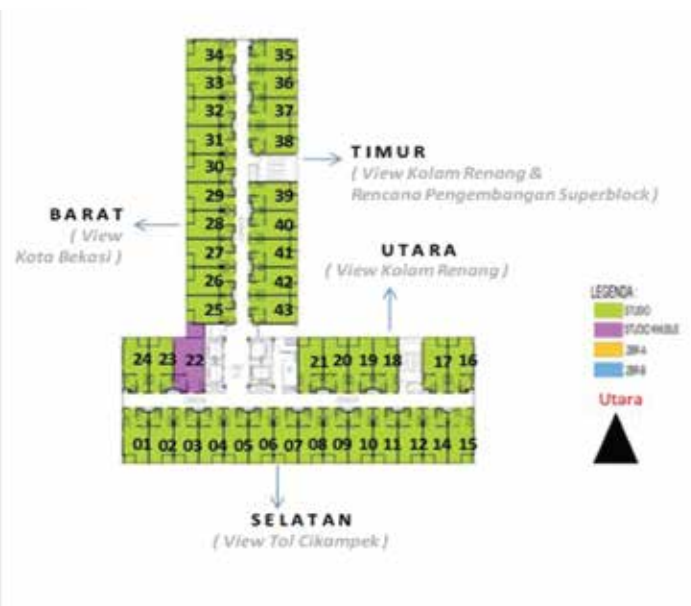 34 35
33 36
32 37
31 38
30
TIMUR
( View Kolam Renang &
Rencana Pengembangan Superblock )
29 39
BARAT
( View
Kota Bekasi )
28 40
27 41
26 42
25 43
UTARA
( View Kolam Renang )
LEGENDA :
STUDIO
24 23 22 21 20 19 18 17 16
Utara
01 02 03 04 05 06 07 08 09 10 11 12 14 15
SELATAN
( View Tol Cikampek )